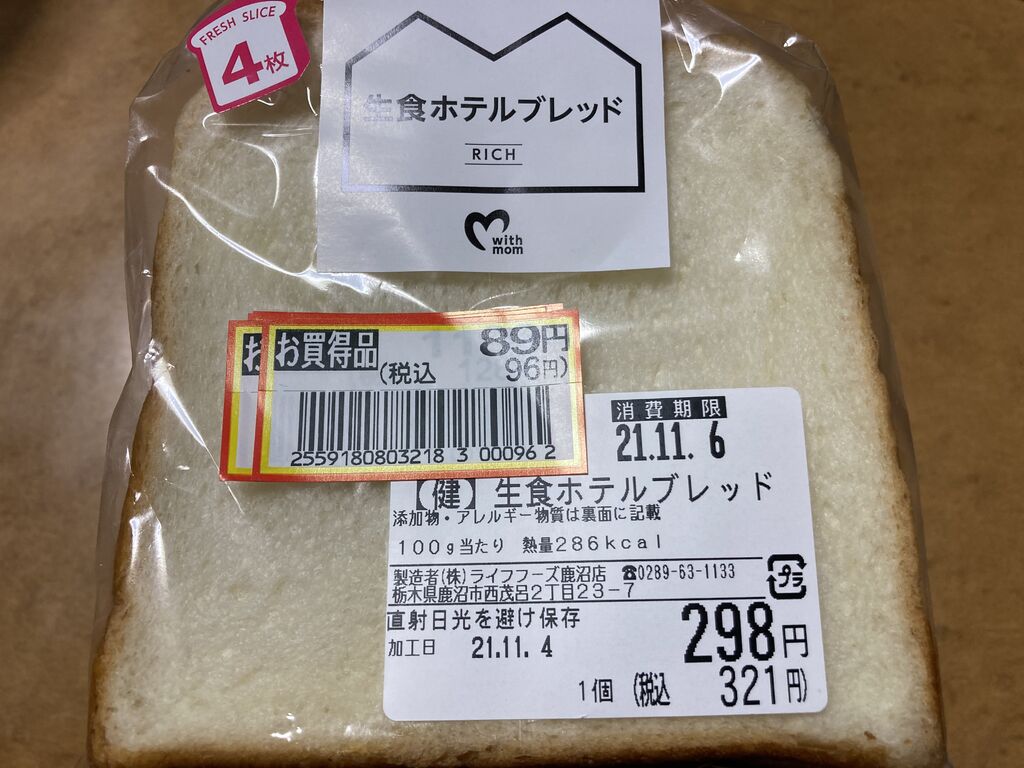 FRESH SLICE
4枚
生食ホテルブレッド
RICH
with
mom
お
お買得品 89円
(税込 96円)
2559180803218 3 00096 2
消費期限
21.11. 6
【健】生食ホテルブレッド
添加物・アレルギー物質は裏面に記載
100g当たり 熱量286kcal
製造者(株)ライフフーズ鹿沼店 ☎0289-63-1133
栃木県鹿沼市西茂呂2丁目23-7
プラ
直射日光を避け保存
加工日 21.11. 4
298円
1個 (税込 321円)